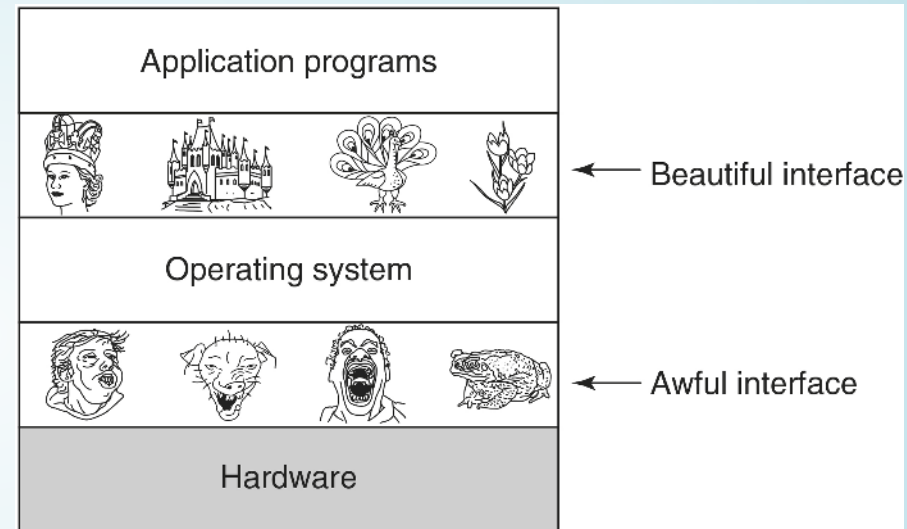 Application programs
Beautiful interface
Operating system
Awful interface
Hardware